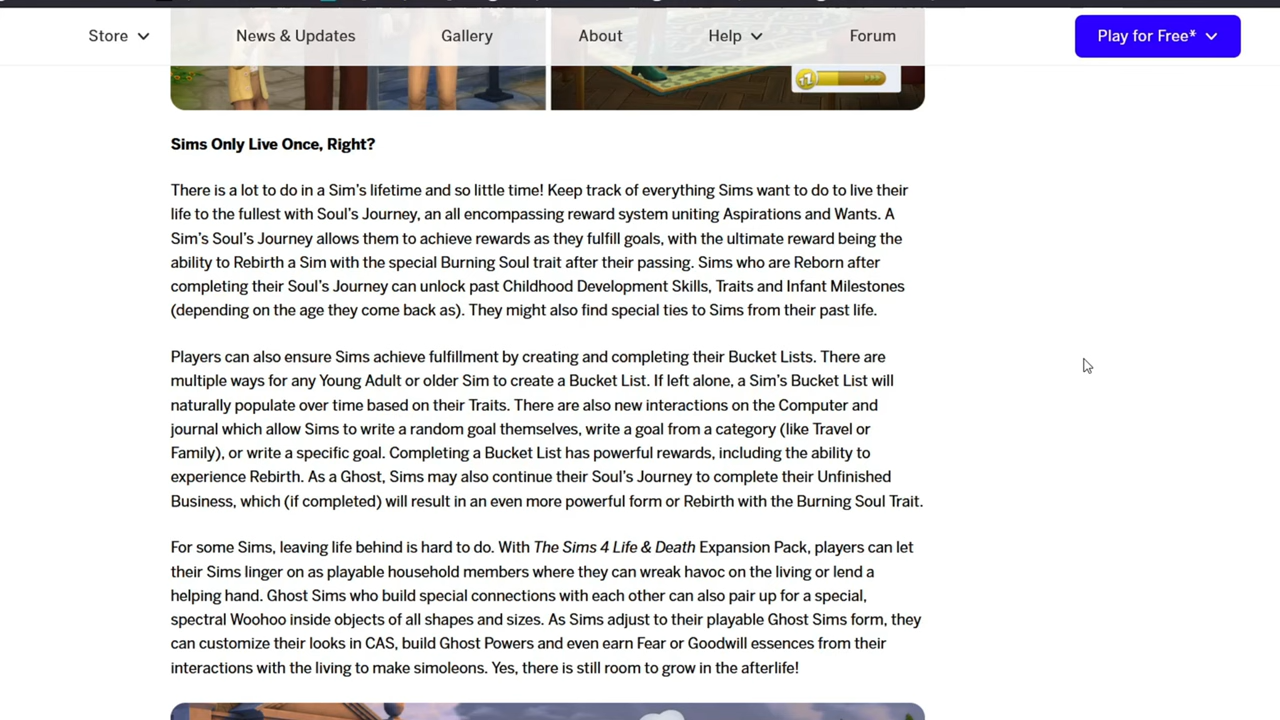 Store
News & Updates
Gallery
About
Help
Forum
Play for Free*
Sims Only Live Once, Right?
There is a lot to do in a Sim’s lifetime and so little time! Keep track of everything Sims want to do to live their
life to the fullest with Soul’s Journey, an all encompassing reward system uniting Aspirations and Wants. A
Sim’s Soul’s Journey allows them to achieve rewards as they fulfill goals, with the ultimate reward being the
ability to Rebirth a Sim with the special Burning Soul trait after their passing. Sims who are Reborn after
completing their Soul’s Journey can unlock past Childhood Development Skills, Traits and Infant Milestones
(depending on the age they come back as). They might also find special ties to Sims from their past life.
Players can also ensure Sims achieve fulfillment by creating and completing their Bucket Lists. There are
multiple ways for any Young Adult or older Sim to create a Bucket List. If left alone, a Sim’s Bucket List will
naturally populate over time based on their Traits. There are also new interactions on the Computer and
journal which allow Sims to write a random goal themselves, write a goal from a category (like Travel or
Family), or write a specific goal. Completing a Bucket List has powerful rewards, including the ability to
experience Rebirth. As a Ghost, Sims may also continue their Soul’s Journey to complete their Unfinished
Business, which (if completed) will result in an even more powerful form or Rebirth with the Burning Soul Trait.
For some Sims, leaving life behind is hard to do. With The Sims 4 Life & Death Expansion Pack, players can let
their Sims linger on as playable household members where they can wreak havoc on the living or lend a
helping hand. Ghost Sims who build special connections with each other can also pair up for a special,
spectral Woohoo inside objects of all shapes and sizes. As Sims adjust to their playable Ghost Sims form, they
can customize their looks in CAS, build Ghost Powers and even earn Fear or Goodwill essences from their
interactions with the living to make simoleons. Yes, there is still room to grow in the afterlife!